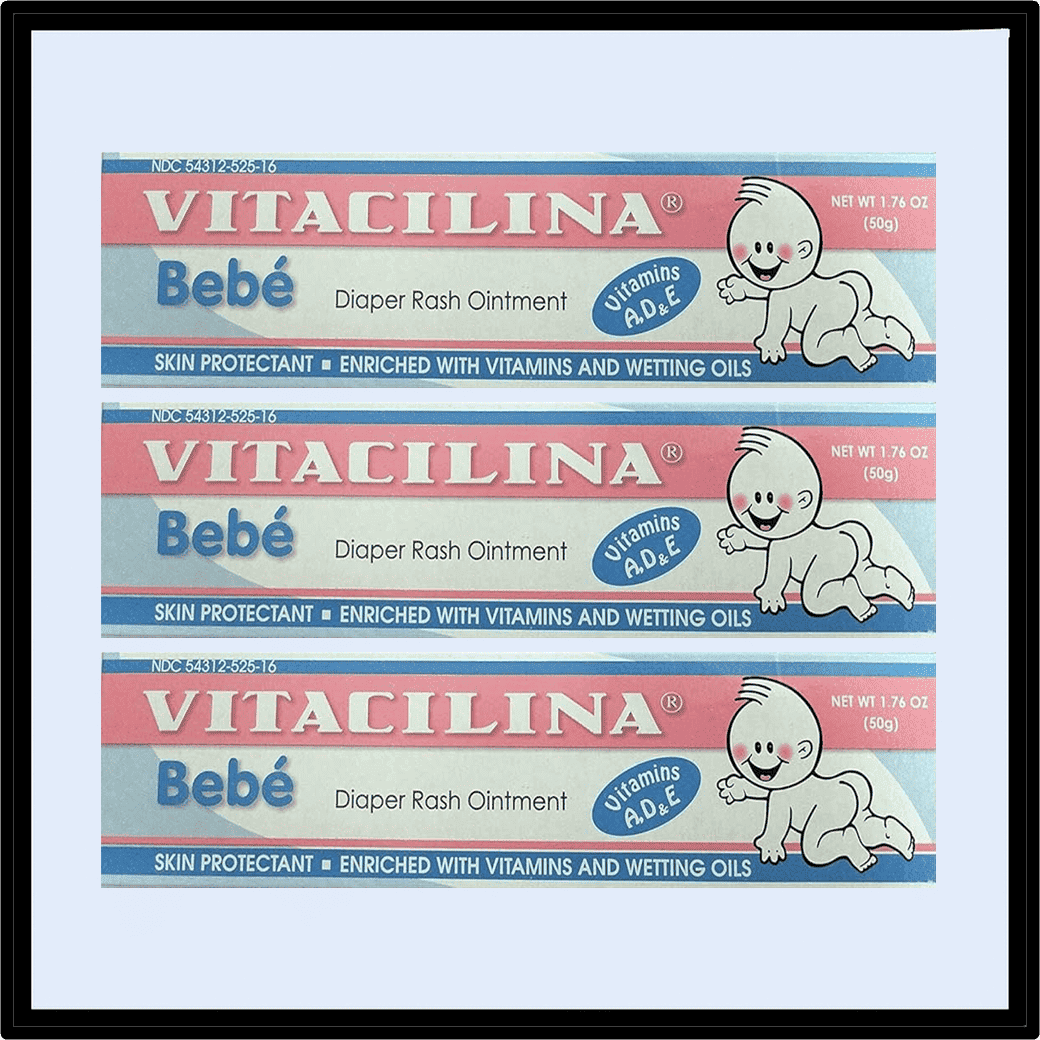 NDC 54312-525-16
VITACILINA®
NET WT 1.76 OZ
(50g)
Bebé
Diaper Rash Ointment
Vitamins
A,D&E
SKIN PROTECTANT ▪ ENRICHED WITH VITAMINS AND WETTING OILS
NDC 54312-525-16
VITACILINA®
NET WT 1.76 OZ
(50g)
Bebé
Diaper Rash Ointment
Vitamins
A,D&E
SKIN PROTECTANT ▪ ENRICHED WITH VITAMINS AND WETTING OILS
NDC 54312-525-16
VITACILINA®
NET WT 1.76 OZ
(50g)
Bebé
Diaper Rash Ointment
Vitamins
A,D&E
SKIN PROTECTANT ▪ ENRICHED WITH VITAMINS AND WETTING OILS